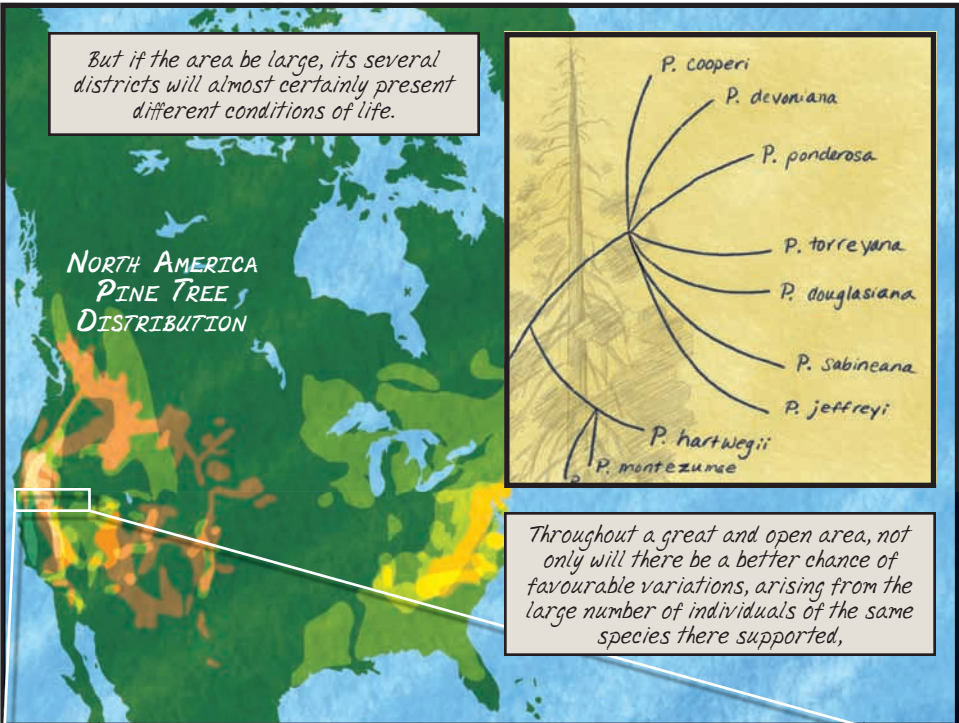 But if the area be large, its several
districts will almost certainly present
different conditions of life.
NORTH AMERICA
PINE TREE
DISTRIBUTION
P. cooperi
P. devoniana
P. ponderosa
P. torreyana
P. douglasiana
P. sabineana
P. jeffreyi
P. hartwegii
P. montezumae
Throughout a great and open area, not
only will there be a better chance of
favourable variations, arising from the
large number of individuals of the same
species there supported,